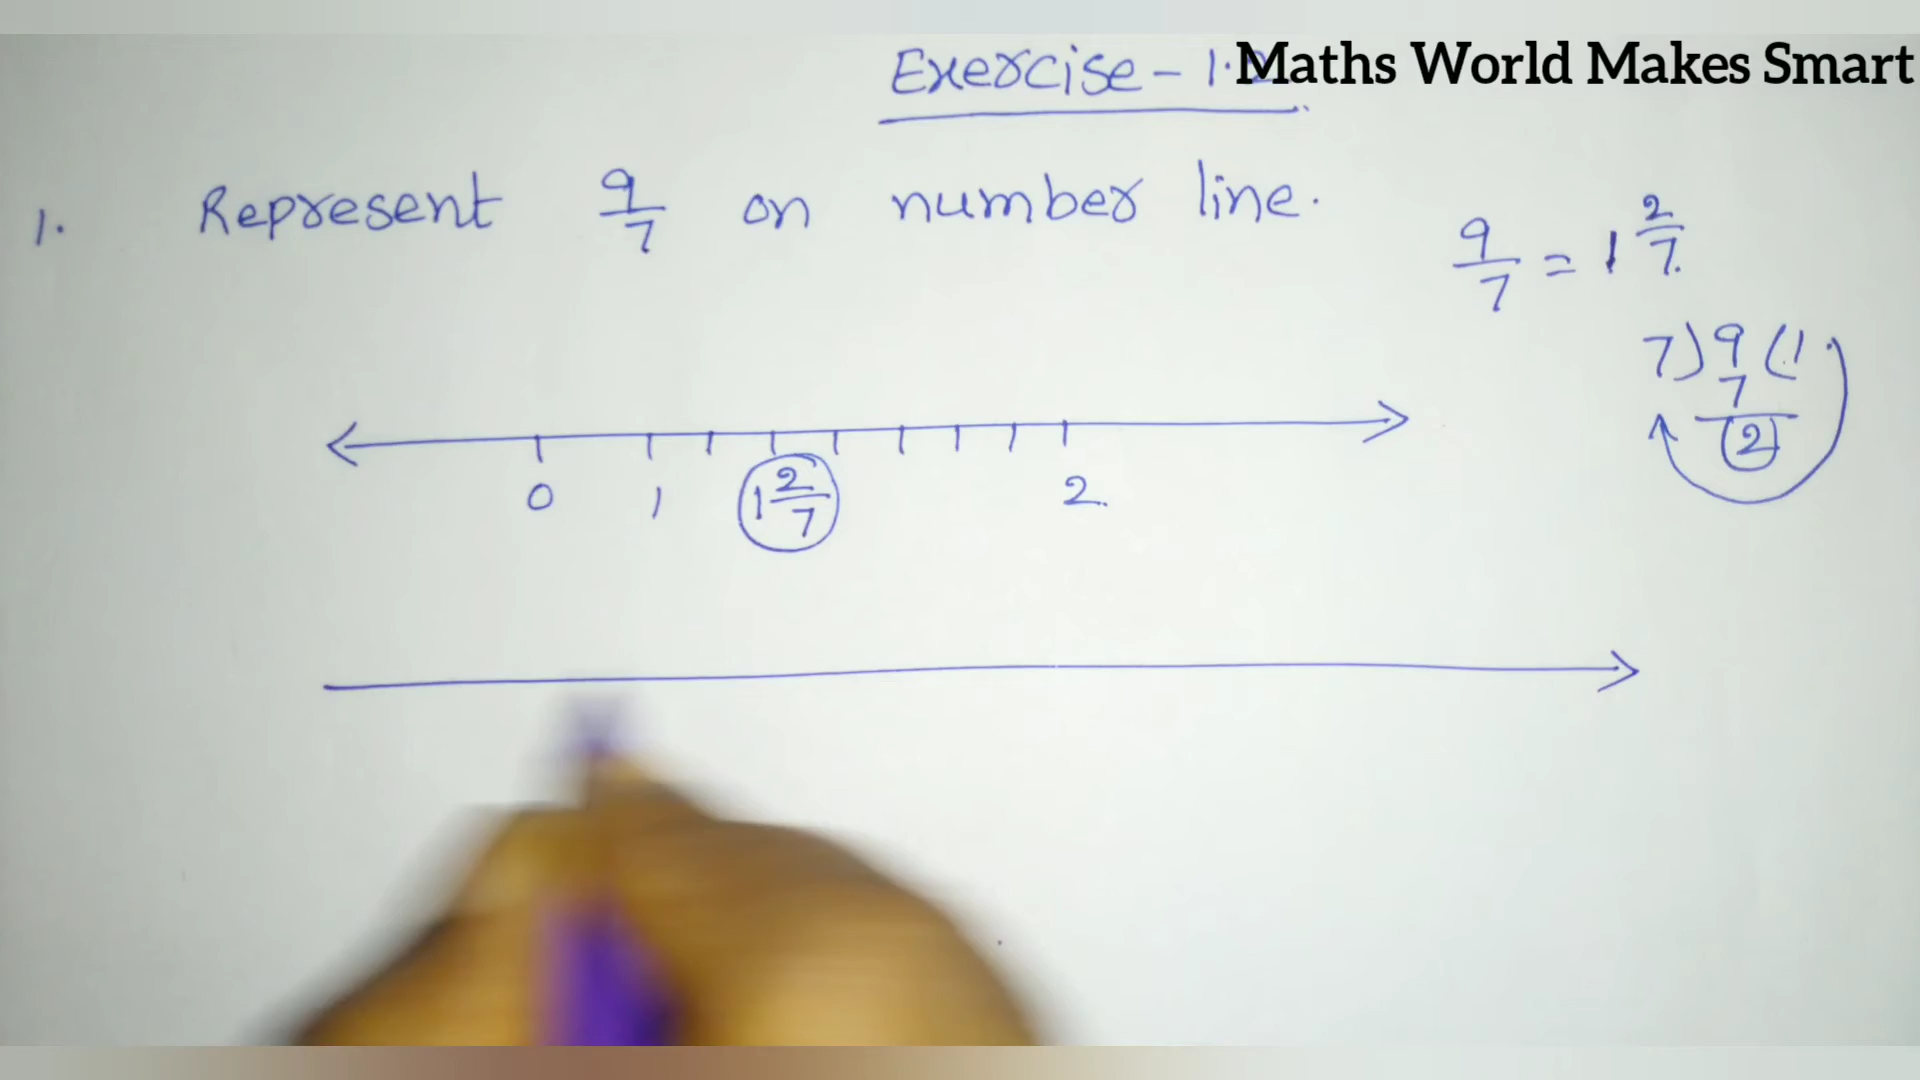 Exercise - 1.
Maths World Makes Smart
1. Represent 9/7 on number line.
9/7 = 1 2/7
7) 9 (1
7
2
0 1 1 2/7 2.